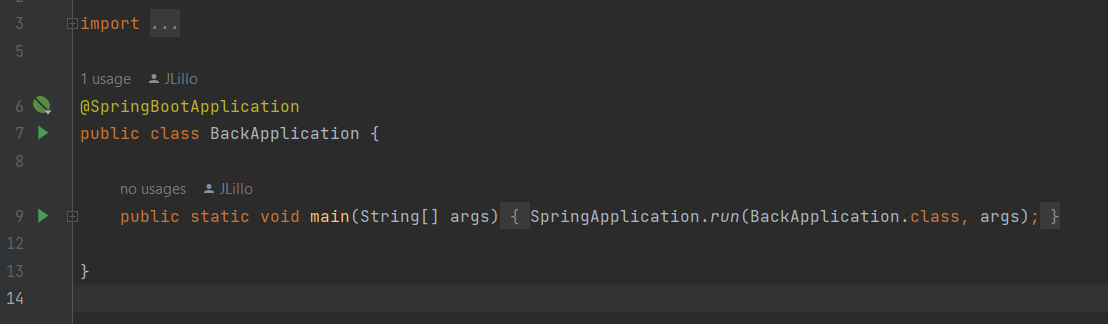 3 import ...
5
1 usage JLillo
6 @SpringBootApplication
7 public class BackApplication {
8
no usages JLillo
9 public static void main(String[] args) { SpringApplication.run(BackApplication.class, args); }
12
13 }
14